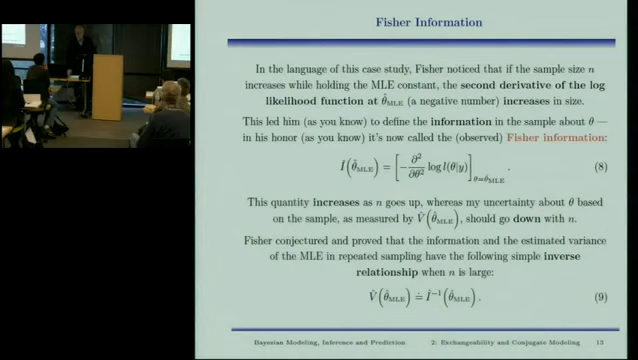 Fisher Information
In the language of this case study, Fisher noticed that if the sample size n
increases while holding the MLE constant, the second derivative of the log
likelihood function at θ̂_MLE (a negative number) increases in size.
This led him (as you know) to define the information in the sample about θ —
in his honor (as you know) it's now called the (observed) Fisher information:
Î(θ̂_MLE) = [−∂²/∂θ² log l(θ|y)]_θ=θ̂_MLE . (8)
This quantity increases as n goes up, whereas my uncertainty about θ based
on the sample, as measured by V̂(θ̂_MLE), should go down with n.
Fisher conjectured and proved that the information and the estimated variance
of the MLE in repeated sampling have the following simple inverse
relationship when n is large:
V̂(θ̂_MLE) ≐ Î⁻¹(θ̂_MLE). (9)
Bayesian Modeling, Inference and Prediction 2: Exchangeability and Conjugate Modeling 13